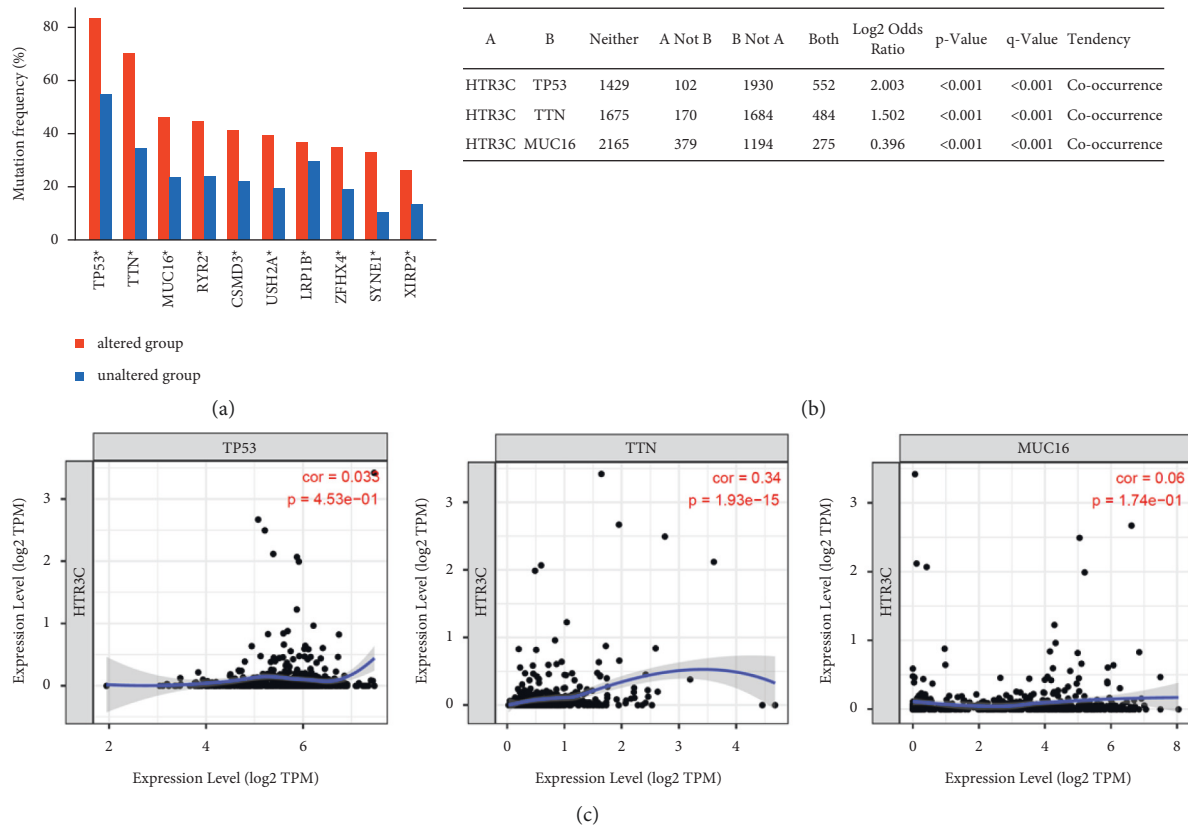 Mutation frequency (%)
80
60
40
20
0
TP53*
TTN*
MUC16*
RYR2*
CSMD3*
USH2A*
LRP1B*
ZFHX4*
SYNE1*
XIRP2*
altered group
unaltered group
(a)
A B Neither A Not B B Not A Both Log2 Odds Ratio p-Value q-Value Tendency
HTR3C TP53 1429 102 1930 552 2.003 <0.001 <0.001 Co-occurrence
HTR3C TTN 1675 170 1684 484 1.502 <0.001 <0.001 Co-occurrence
HTR3C MUC16 2165 379 1194 275 0.396 <0.001 <0.001 Co-occurrence
(b)
TP53
cor = 0.033
p = 4.53e−01
Expression Level (log2 TPM)
HTR3C
3
2
1
0
2 4 6
Expression Level (log2 TPM)
TTN
cor = 0.34
p = 1.93e−15
Expression Level (log2 TPM)
HTR3C
3
2
1
0
0 1 2 3 4
Expression Level (log2 TPM)
MUC16
cor = 0.06
p = 1.74e−01
Expression Level (log2 TPM)
HTR3C
3
2
1
0
0 2 4 6 8
Expression Level (log2 TPM)
(c)